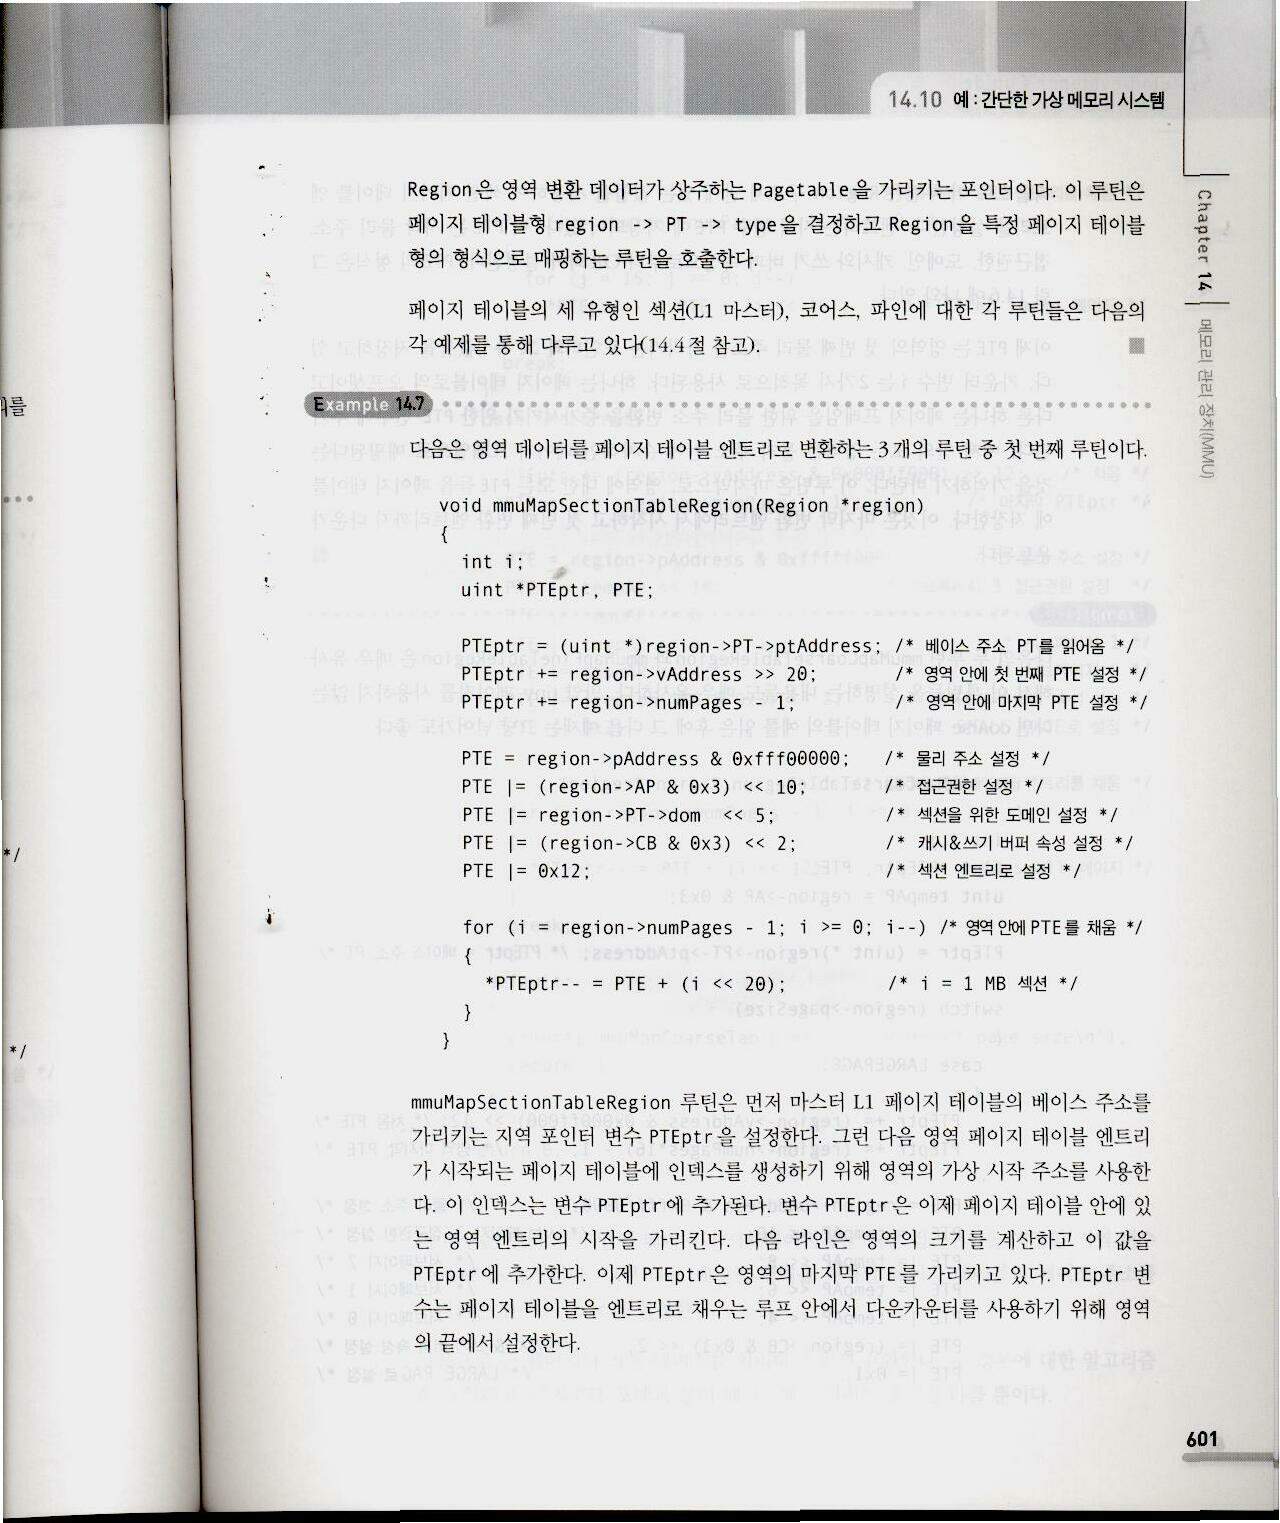 14.10 예 : 간단한 가상 메모리 시스템
Region은 영역 변환 데이터가 상주하는 Pagetable을 가리키는 포인터이다. 이 루틴은
페이지 테이블형 region -> PT -> type을 결정하고 Region을 특정 페이지 테이블
형의 형식으로 매핑하는 루틴을 호출한다.
페이지 테이블의 세 유형인 섹션(L1 마스터), 코어스, 파인에 대한 각 루틴들은 다음의
각 예제를 통해 다루고 있다(14.4절 참고).
Example 14.7
다음은 영역 데이터를 페이지 테이블 엔트리로 변환하는 3개의 루틴 중 첫 번째 루틴이다.
void mmuMapSectionTableRegion(Region *region)
{
int i;
uint *PTEptr, PTE;
PTEptr = (uint *)region->PT->ptAddress; /* 베이스 주소 PT를 읽어옴 */
PTEptr += region->vAddress >> 20; /* 영역 안에 첫 번째 PTE 설정 */
PTEptr += region->numPages - 1; /* 영역 안에 마지막 PTE 설정 */
PTE = region->pAddress & 0xfff00000; /* 물리 주소 설정 */
PTE |= (region->AP & 0x3) << 10; /* 접근권한 설정 */
PTE |= region->PT->dom << 5; /* 섹션을 위한 도메인 설정 */
PTE |= (region->CB & 0x3) << 2; /* 캐시&쓰기 버퍼 속성 설정 */
PTE |= 0x12; /* 섹션 엔트리로 설정 */
for (i = region->numPages - 1; i >= 0; i--) /* 영역 안에 PTE를 채움 */
{
*PTEptr-- = PTE + (i << 20); /* i = 1 MB 섹션 */
}
}
mmuMapSectionTableRegion 루틴은 먼저 마스터 L1 페이지 테이블의 베이스 주소를
가리키는 지역 포인터 변수 PTEptr을 설정한다. 그런 다음 영역 페이지 테이블 엔트리
가 시작되는 페이지 테이블에 인덱스를 생성하기 위해 영역의 가상 시작 주소를 사용한
다. 이 인덱스는 변수 PTEptr에 추가된다. 변수 PTEptr은 이제 페이지 테이블 안에 있
는 영역 엔트리의 시작을 가리킨다. 다음 라인은 영역의 크기를 계산하고 이 값을
PTEptr에 추가한다. 이제 PTEptr은 영역의 마지막 PTE를 가리키고 있다. PTEptr 변
수는 페이지 테이블을 엔트리로 채우는 루프 안에서 다운카운터를 사용하기 위해 영역
의 끝에서 설정한다.
Chapter 14 메모리 관리 장치(MMU)
601
*/
*/